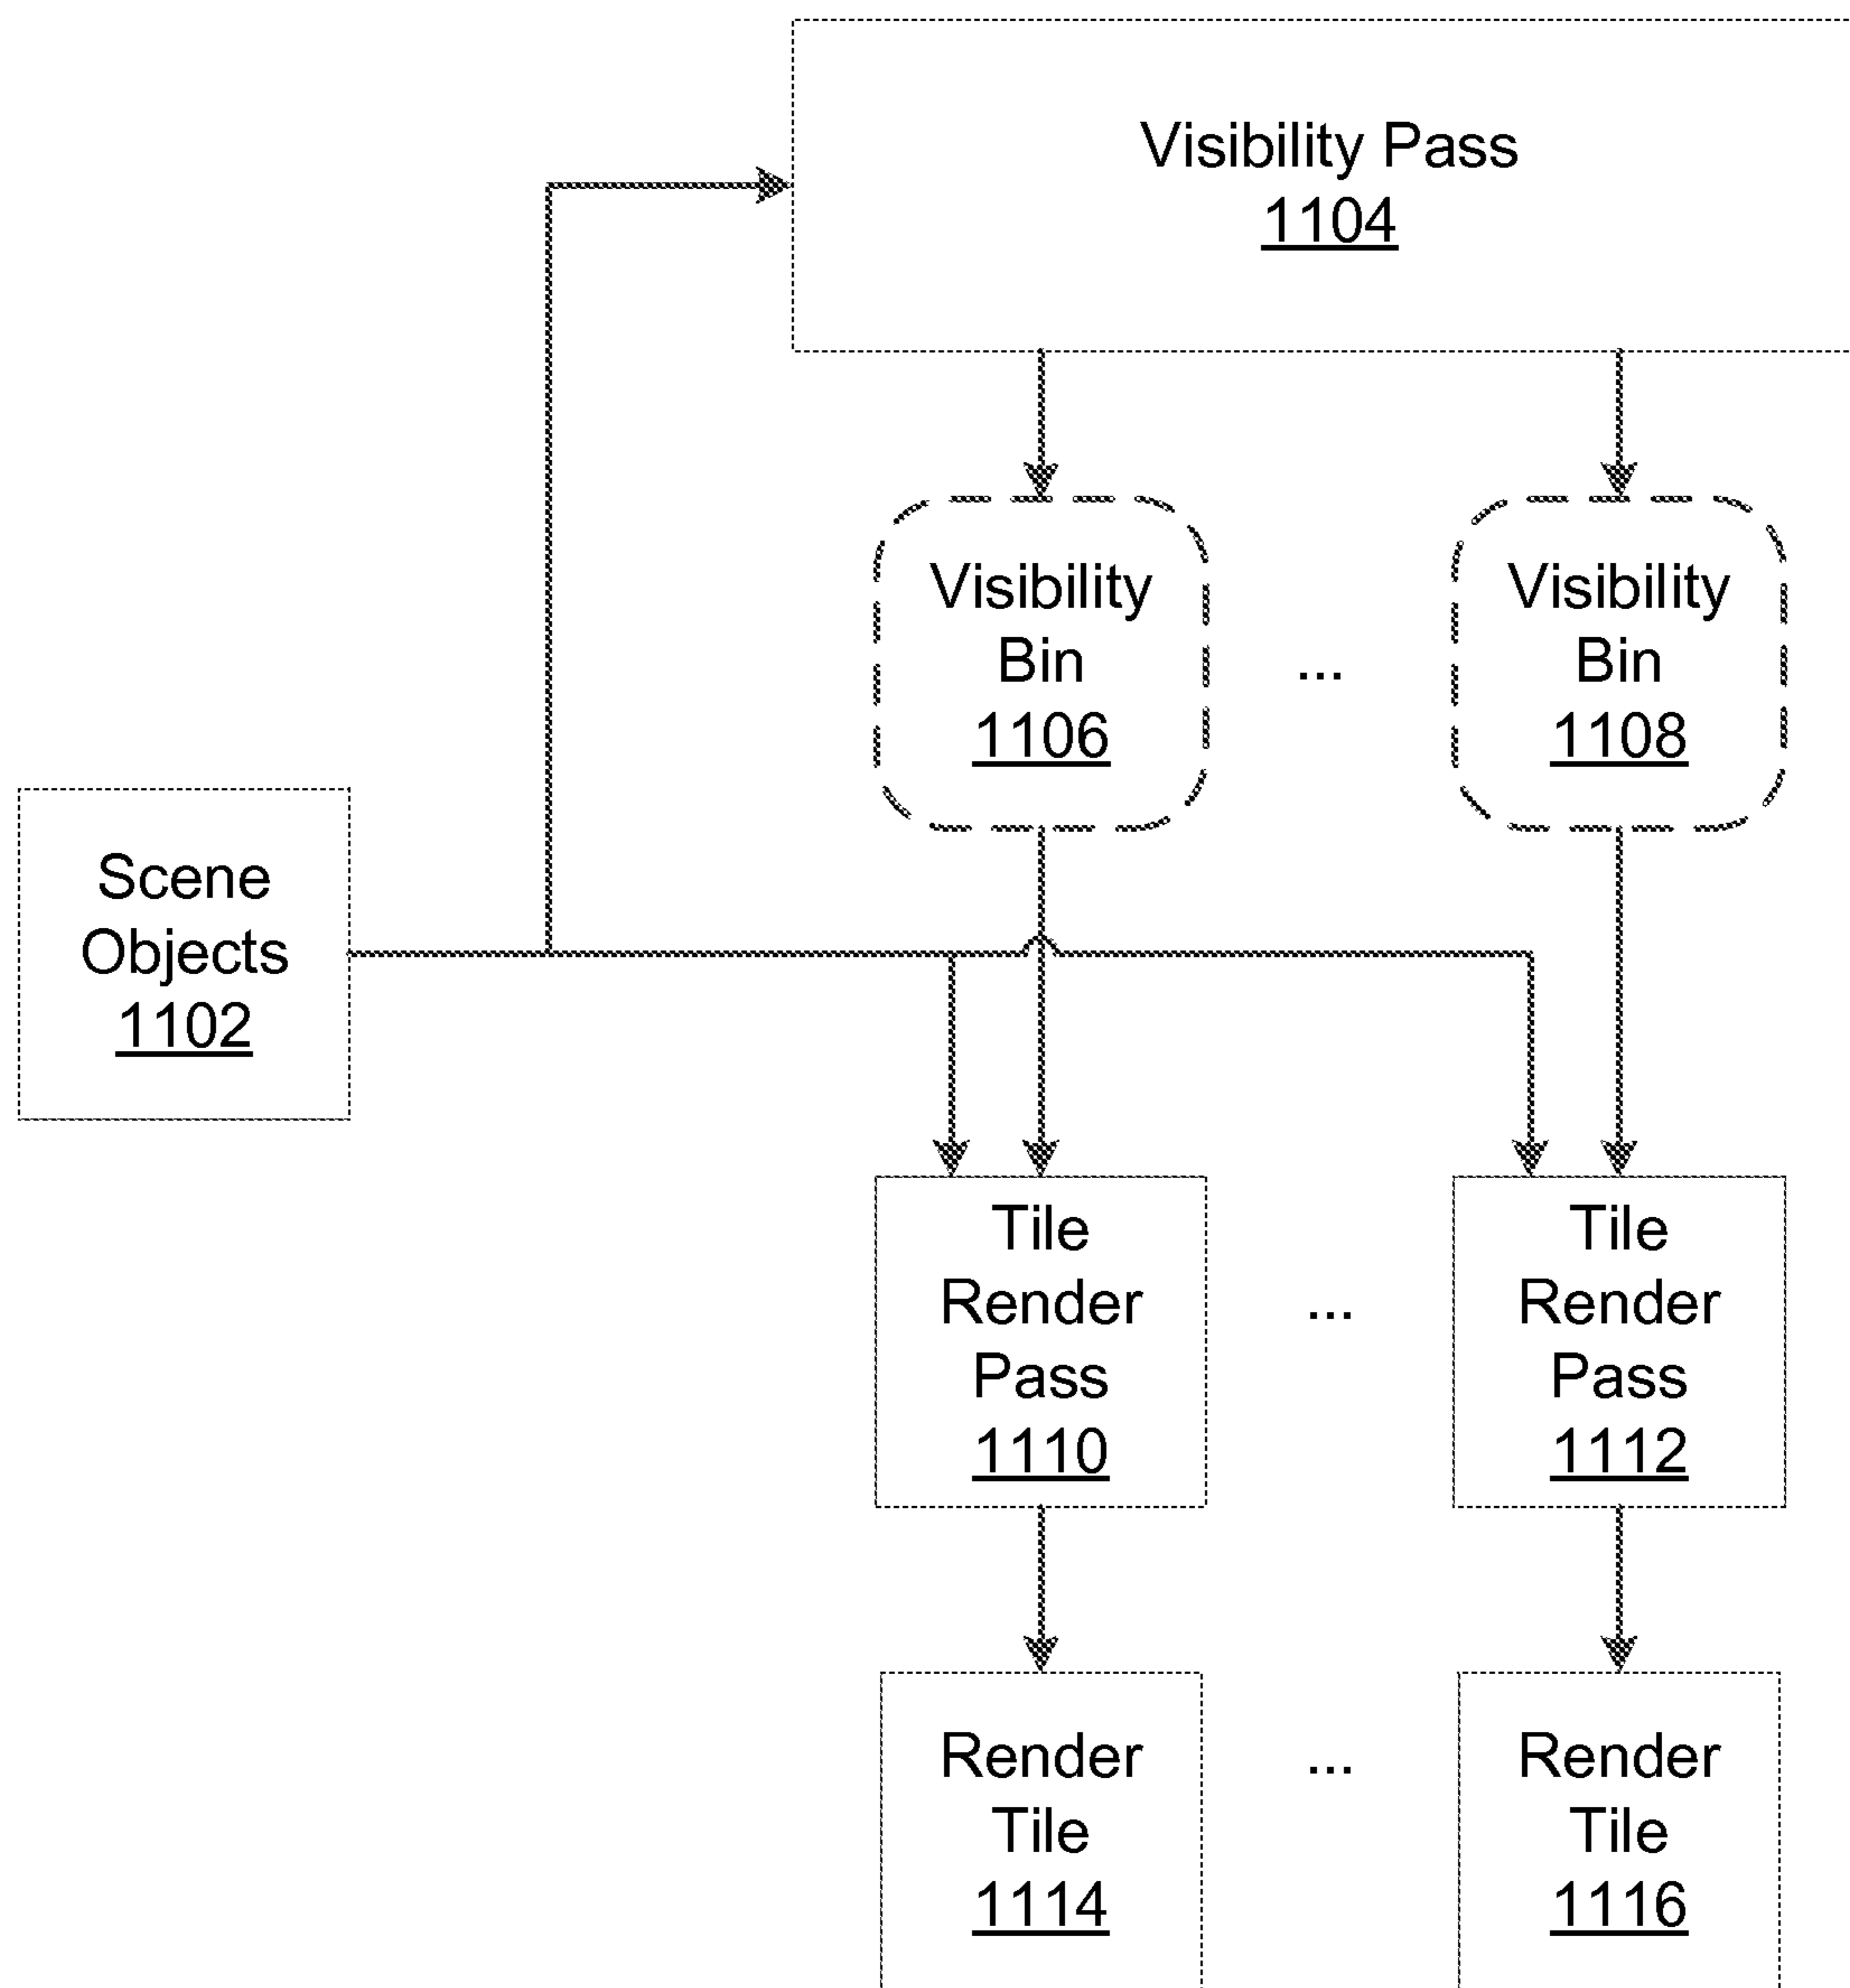 Visibility Pass
1104
Visibility
Bin
1106
...
Visibility
Bin
1108
Scene
Objects
1102
Tile
Render
Pass
1110
...
Tile
Render
Pass
1112
Render
Tile
1114
...
Render
Tile
1116